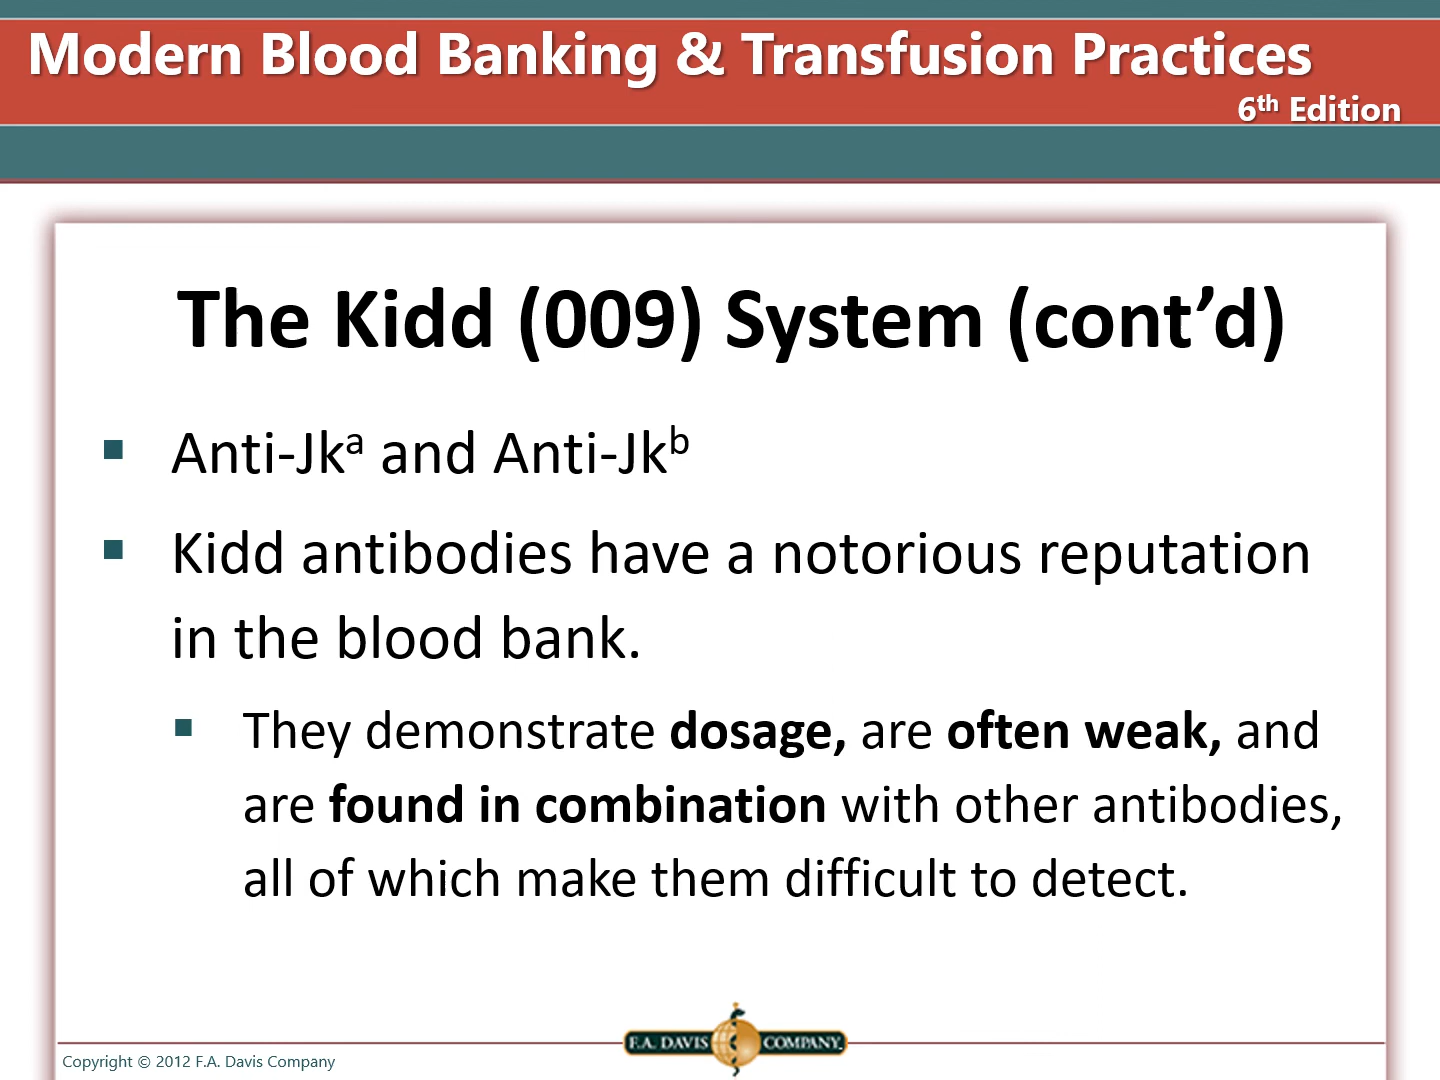 Modern Blood Banking & Transfusion Practices
6th Edition
The Kidd (009) System (cont’d)
▪ Anti-Jkᵃ and Anti-Jkᵇ
▪ Kidd antibodies have a notorious reputation
in the blood bank.
▪ They demonstrate dosage, are often weak, and
are found in combination with other antibodies,
all of which make them difficult to detect.
F.A. DAVIS COMPANY.
Copyright © 2012 F.A. Davis Company